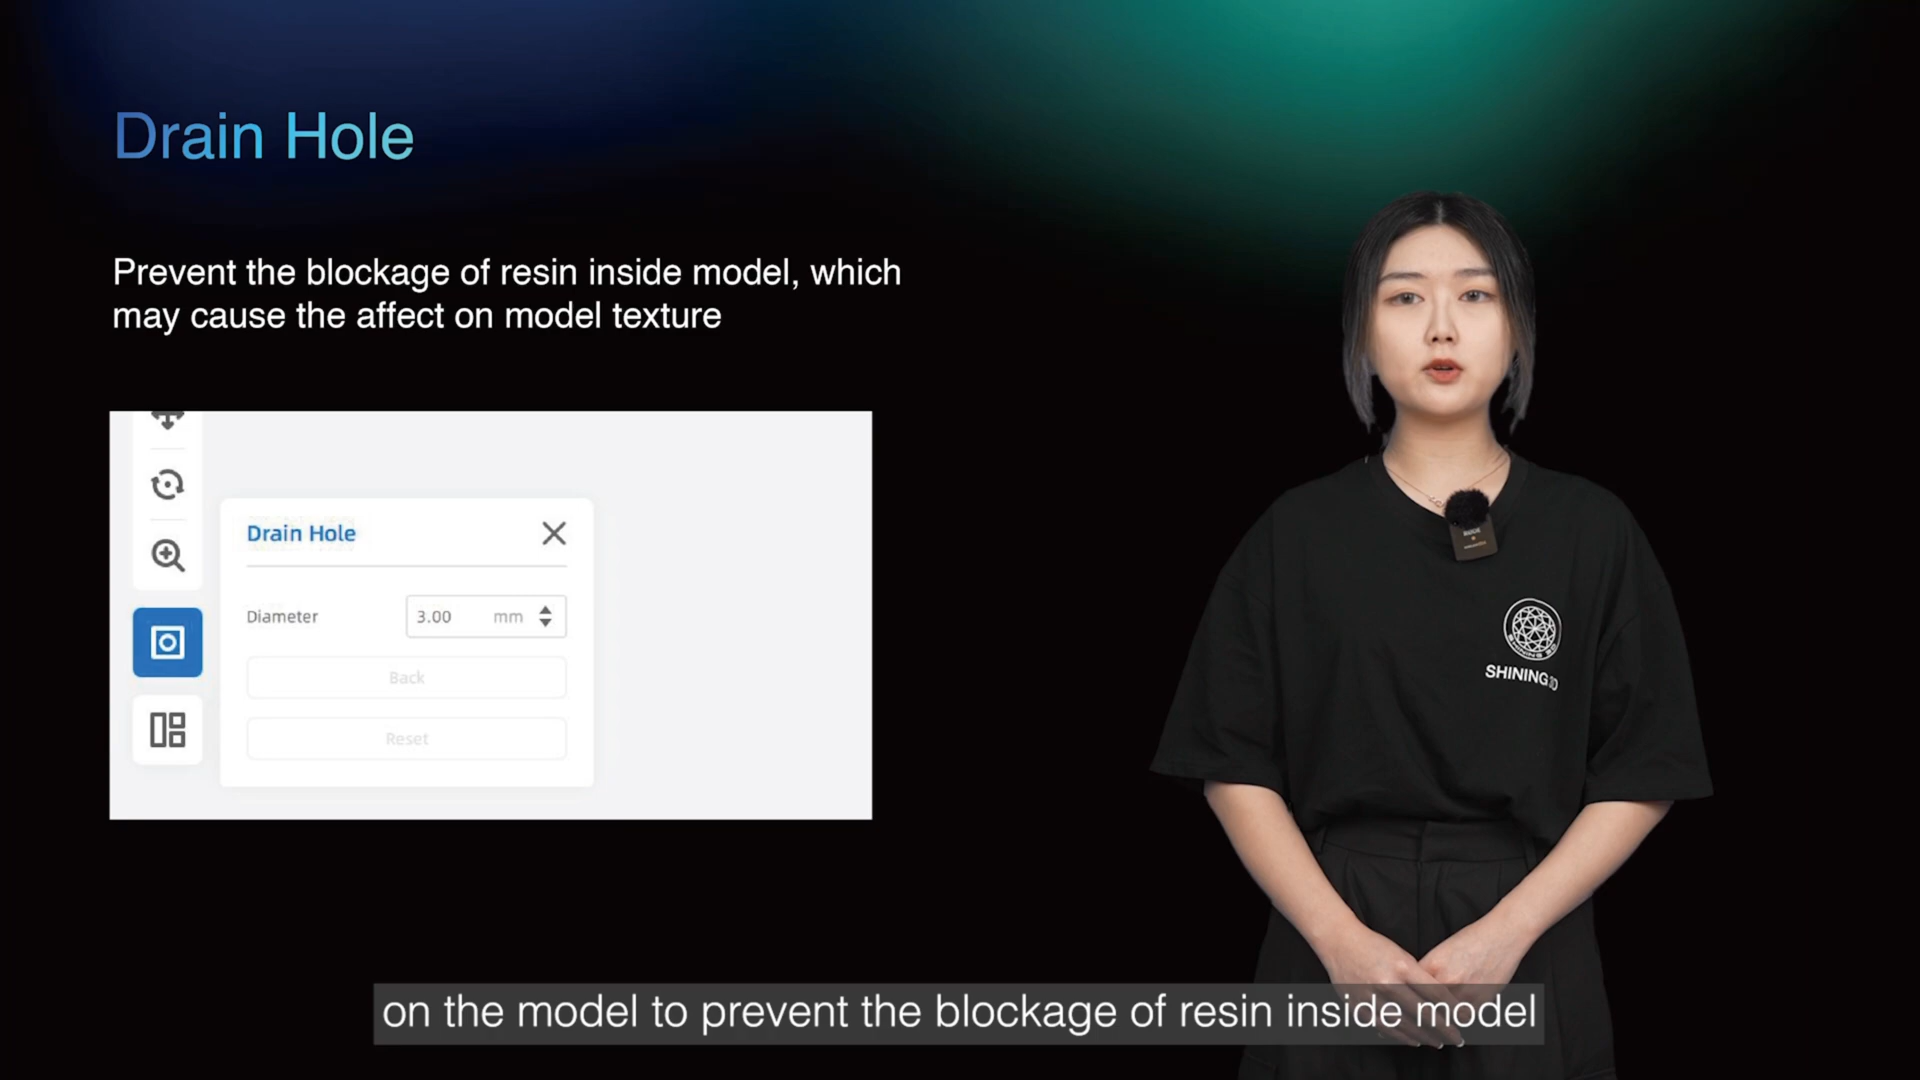 Drain Hole
Prevent the blockage of resin inside model, which
may cause the affect on model texture
Drain Hole
Diameter
3.00 mm
Back
Reset
SHINING 3D
on the model to prevent the blockage of resin inside model